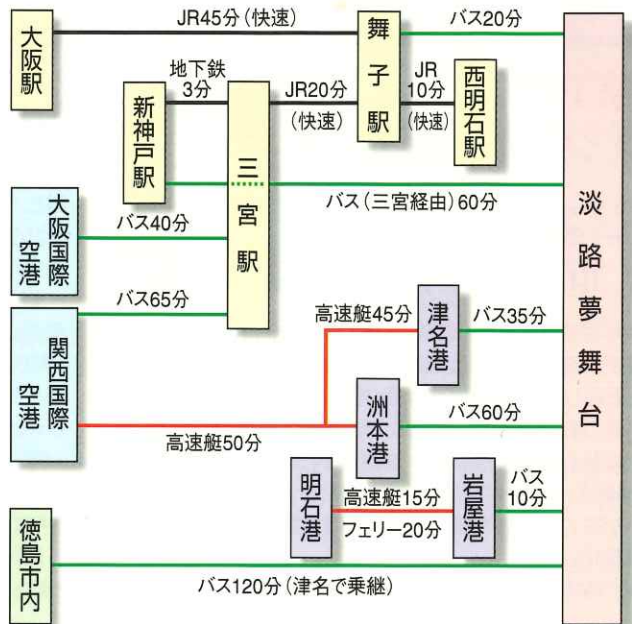 大阪駅
JR45分（快速）
舞子駅
バス20分
淡路夢舞台
新神戸駅
地下鉄
3分
三宮駅
JR20分
（快速）
JR
10分
（快速）
西明石駅
バス（三宮経由）60分
大阪国際
空港
バス40分
バス65分
関西国際
空港
高速艇45分
津名港
バス35分
高速艇50分
洲本港
バス60分
明石港
高速艇15分
フェリー20分
岩屋港
バス
10分
徳島市内
バス120分（津名で乗継）